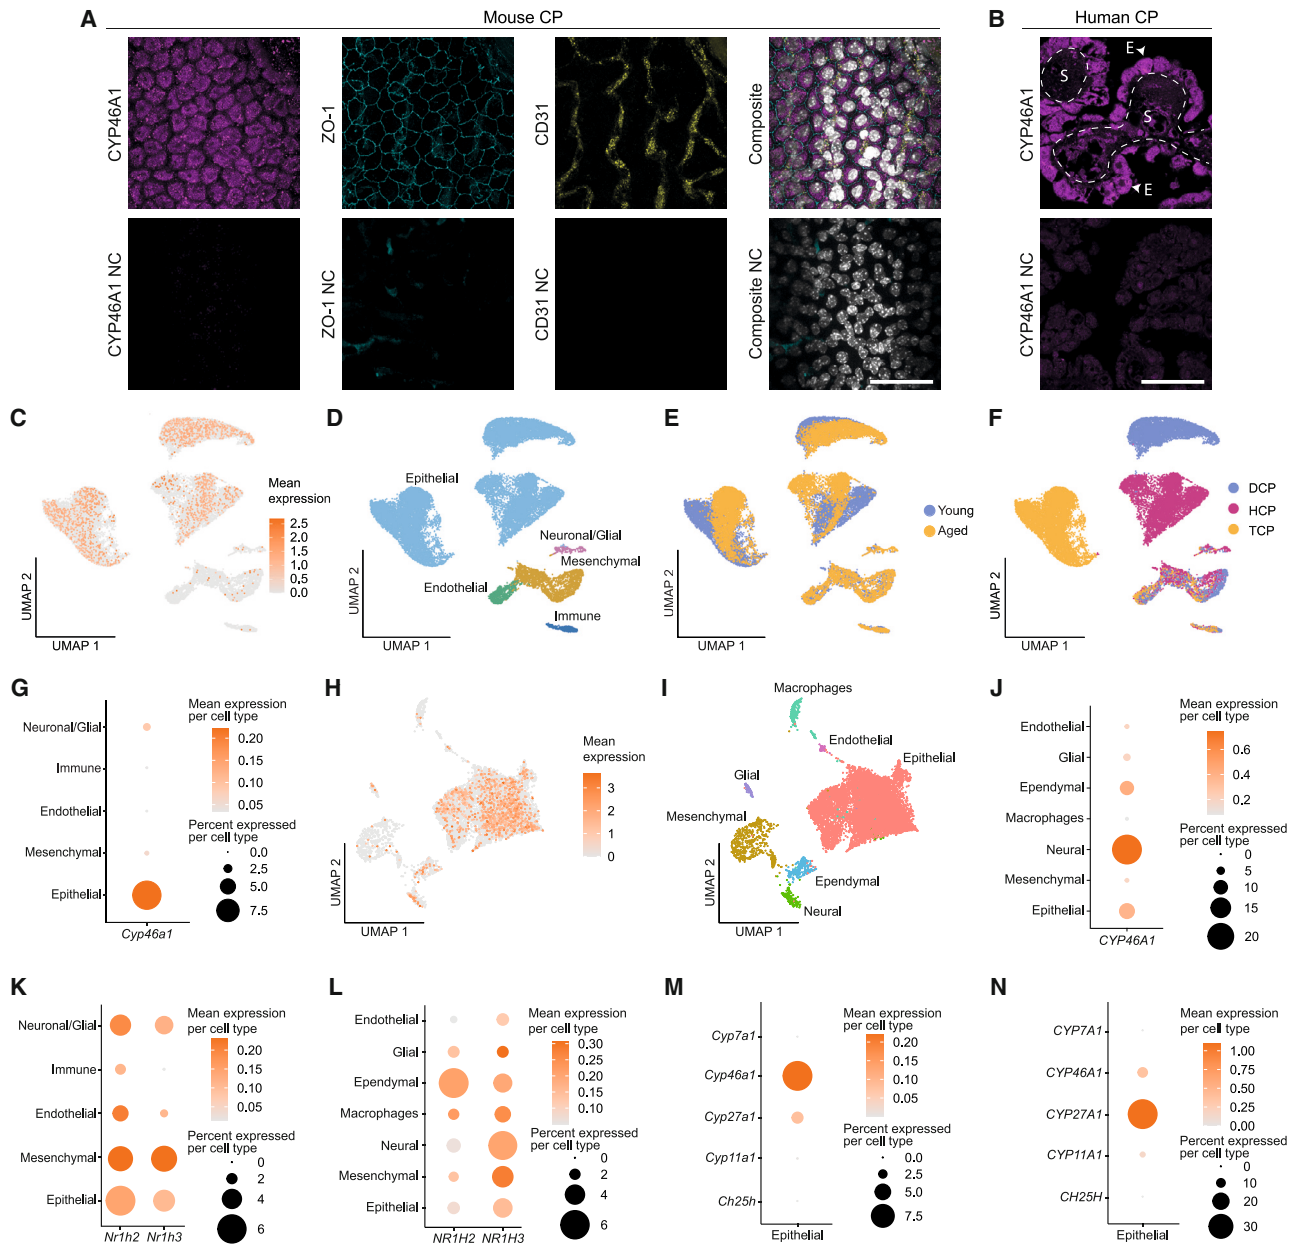 A
Mouse CP
B
Human CP
CYP46A1
ZO-1
CD31
Composite
CYP46A1
E
S
S
E
CYP46A1 NC
ZO-1 NC
CD31 NC
Composite NC
CYP46A1 NC
C
UMAP 2
UMAP 1
Mean
expression
2.5
2.0
1.5
1.0
0.5
0.0
D
Epithelial
Neuronal/Glial
Mesenchymal
Endothelial
Immune
UMAP 2
UMAP 1
E
Young
Aged
UMAP 2
UMAP 1
F
DCP
HCP
TCP
UMAP 2
UMAP 1
G
Neuronal/Glial
Immune
Endothelial
Mesenchymal
Epithelial
Cyp46a1
Mean expression
per cell type
0.20
0.15
0.10
0.05
Percent expressed
per cell type
0.0
2.5
5.0
7.5
H
UMAP 2
UMAP 1
Mean
expression
3
2
1
0
I
Macrophages
Endothelial
Epithelial
Glial
Mesenchymal
Ependymal
Neural
UMAP 2
UMAP 1
J
Endothelial
Glial
Ependymal
Macrophages
Neural
Mesenchymal
Epithelial
CYP46A1
Mean expression
per cell type
0.6
0.4
0.2
Percent expressed
per cell type
0
5
10
15
20
K
Neuronal/Glial
Immune
Endothelial
Mesenchymal
Epithelial
Nr1h2 Nr1h3
Mean expression
per cell type
0.20
0.15
0.10
0.05
Percent expressed
per cell type
0
2
4
6
L
Endothelial
Glial
Ependymal
Macrophages
Neural
Mesenchymal
Epithelial
NR1H2 NR1H3
Mean expression
per cell type
0.30
0.25
0.20
0.15
0.10
Percent expressed
per cell type
0
2
4
6
M
Cyp7a1
Cyp46a1
Cyp27a1
Cyp11a1
Ch25h
Epithelial
Mean expression
per cell type
0.20
0.15
0.10
0.05
0.00
Percent expressed
per cell type
0.0
2.5
5.0
7.5
N
CYP7A1
CYP46A1
CYP27A1
CYP11A1
CH25H
Epithelial
Mean expression
per cell type
1.00
0.75
0.50
0.25
0.00
Percent expressed
per cell type
0
10
20
30